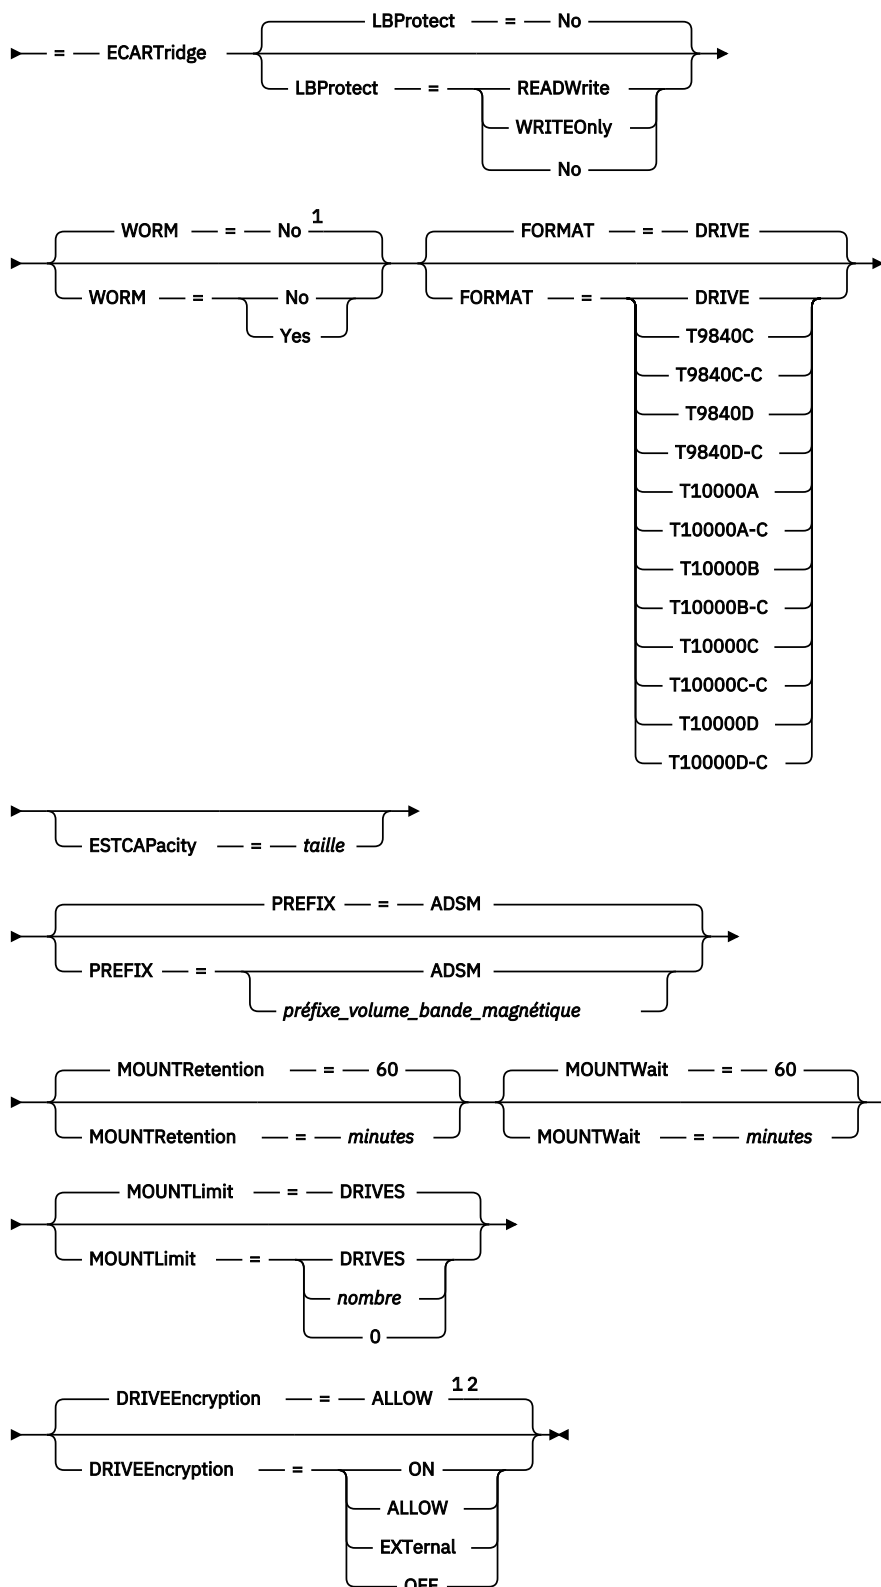 LBProtect = No
= ECARTridge
LBProtect = READWrite
WRITEOnly
No
WORM = No 1 FORMAT = DRIVE
WORM = No FORMAT = DRIVE
Yes T9840C
T9840C-C
T9840D
T9840D-C
T10000A
T10000A-C
T10000B
T10000B-C
T10000C
T10000C-C
T10000D
T10000D-C
ESTCAPacity = taille
PREFIX = ADSM
PREFIX = ADSM
préfixe_volume_bande_magnétique
MOUNTRetention = 60 MOUNTWait = 60
MOUNTRetention = minutes MOUNTWait = minutes
MOUNTLimit = DRIVES
MOUNTLimit = DRIVES
nombre
0
DRIVEEncryption = ALLOW 1 2
DRIVEEncryption = ON
ALLOW
EXTernal
OFF